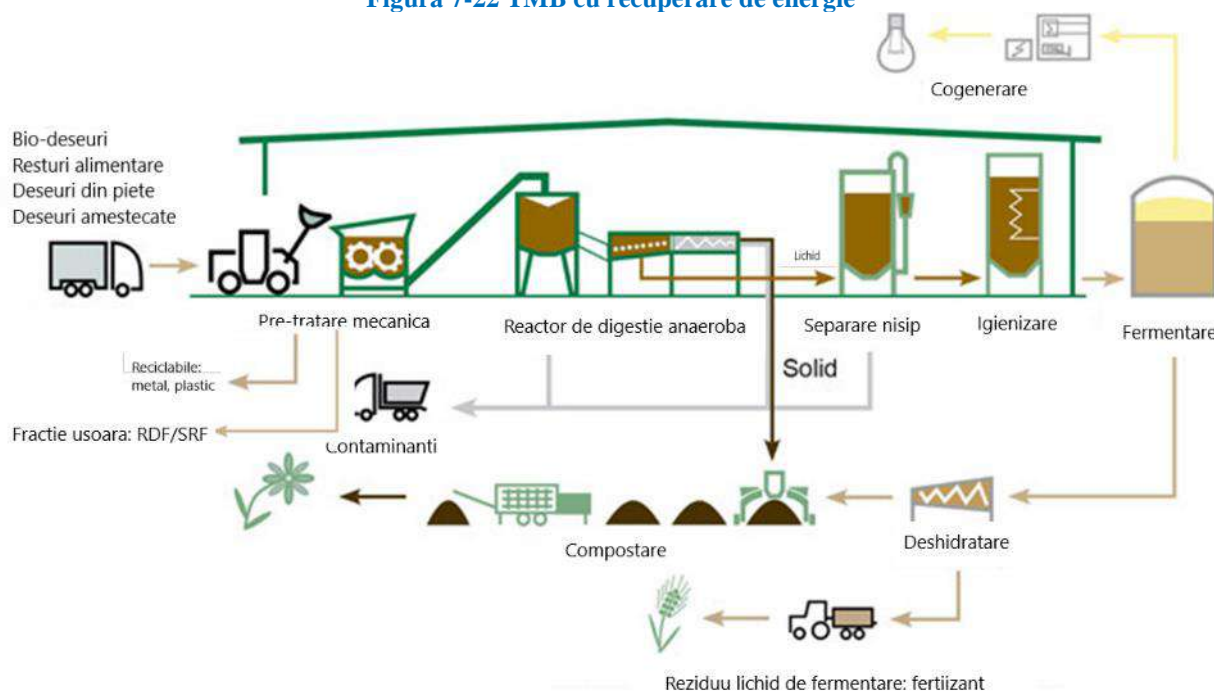 Figura 7-22 TMB cu recuperare de energie
Cogenerare
Bio-deseuri
Resturi alimentare
Deseuri din piete
Deseuri amestecate
Lichid
Pre-tratare mecanica
Reactor de digestie anaeroba
Separare nisip
Igienizare
Fermentare
Reciclabile:
metal, plastic
Solid
Fractie usoara: RDF/SRF
Contaminanti
Compostare
Deshidratare
Reziduu lichid de fermentare: fertiizant